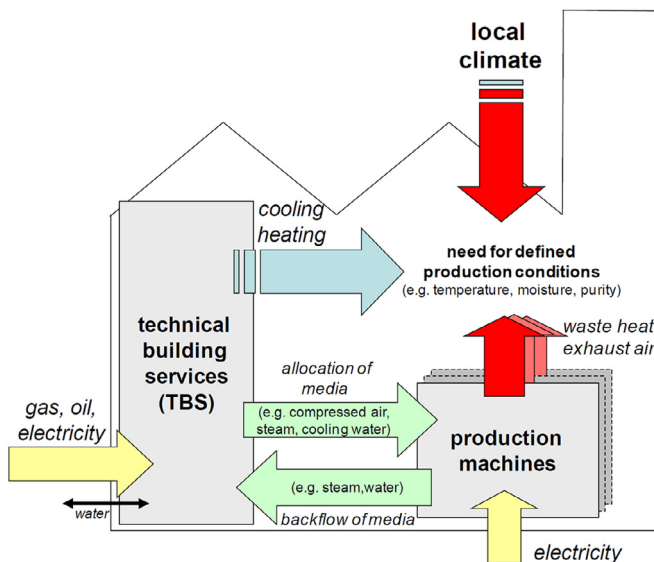 local
climate
cooling
heating
need for defined
production conditions
(e.g. temperature, moisture, purity)
technical
building
services
(TBS)
waste heat
exhaust air
allocation of
media
(e.g. compressed air,
steam, cooling water)
gas, oil,
electricity
production
machines
(e.g. steam,water)
water
backflow of media
electricity